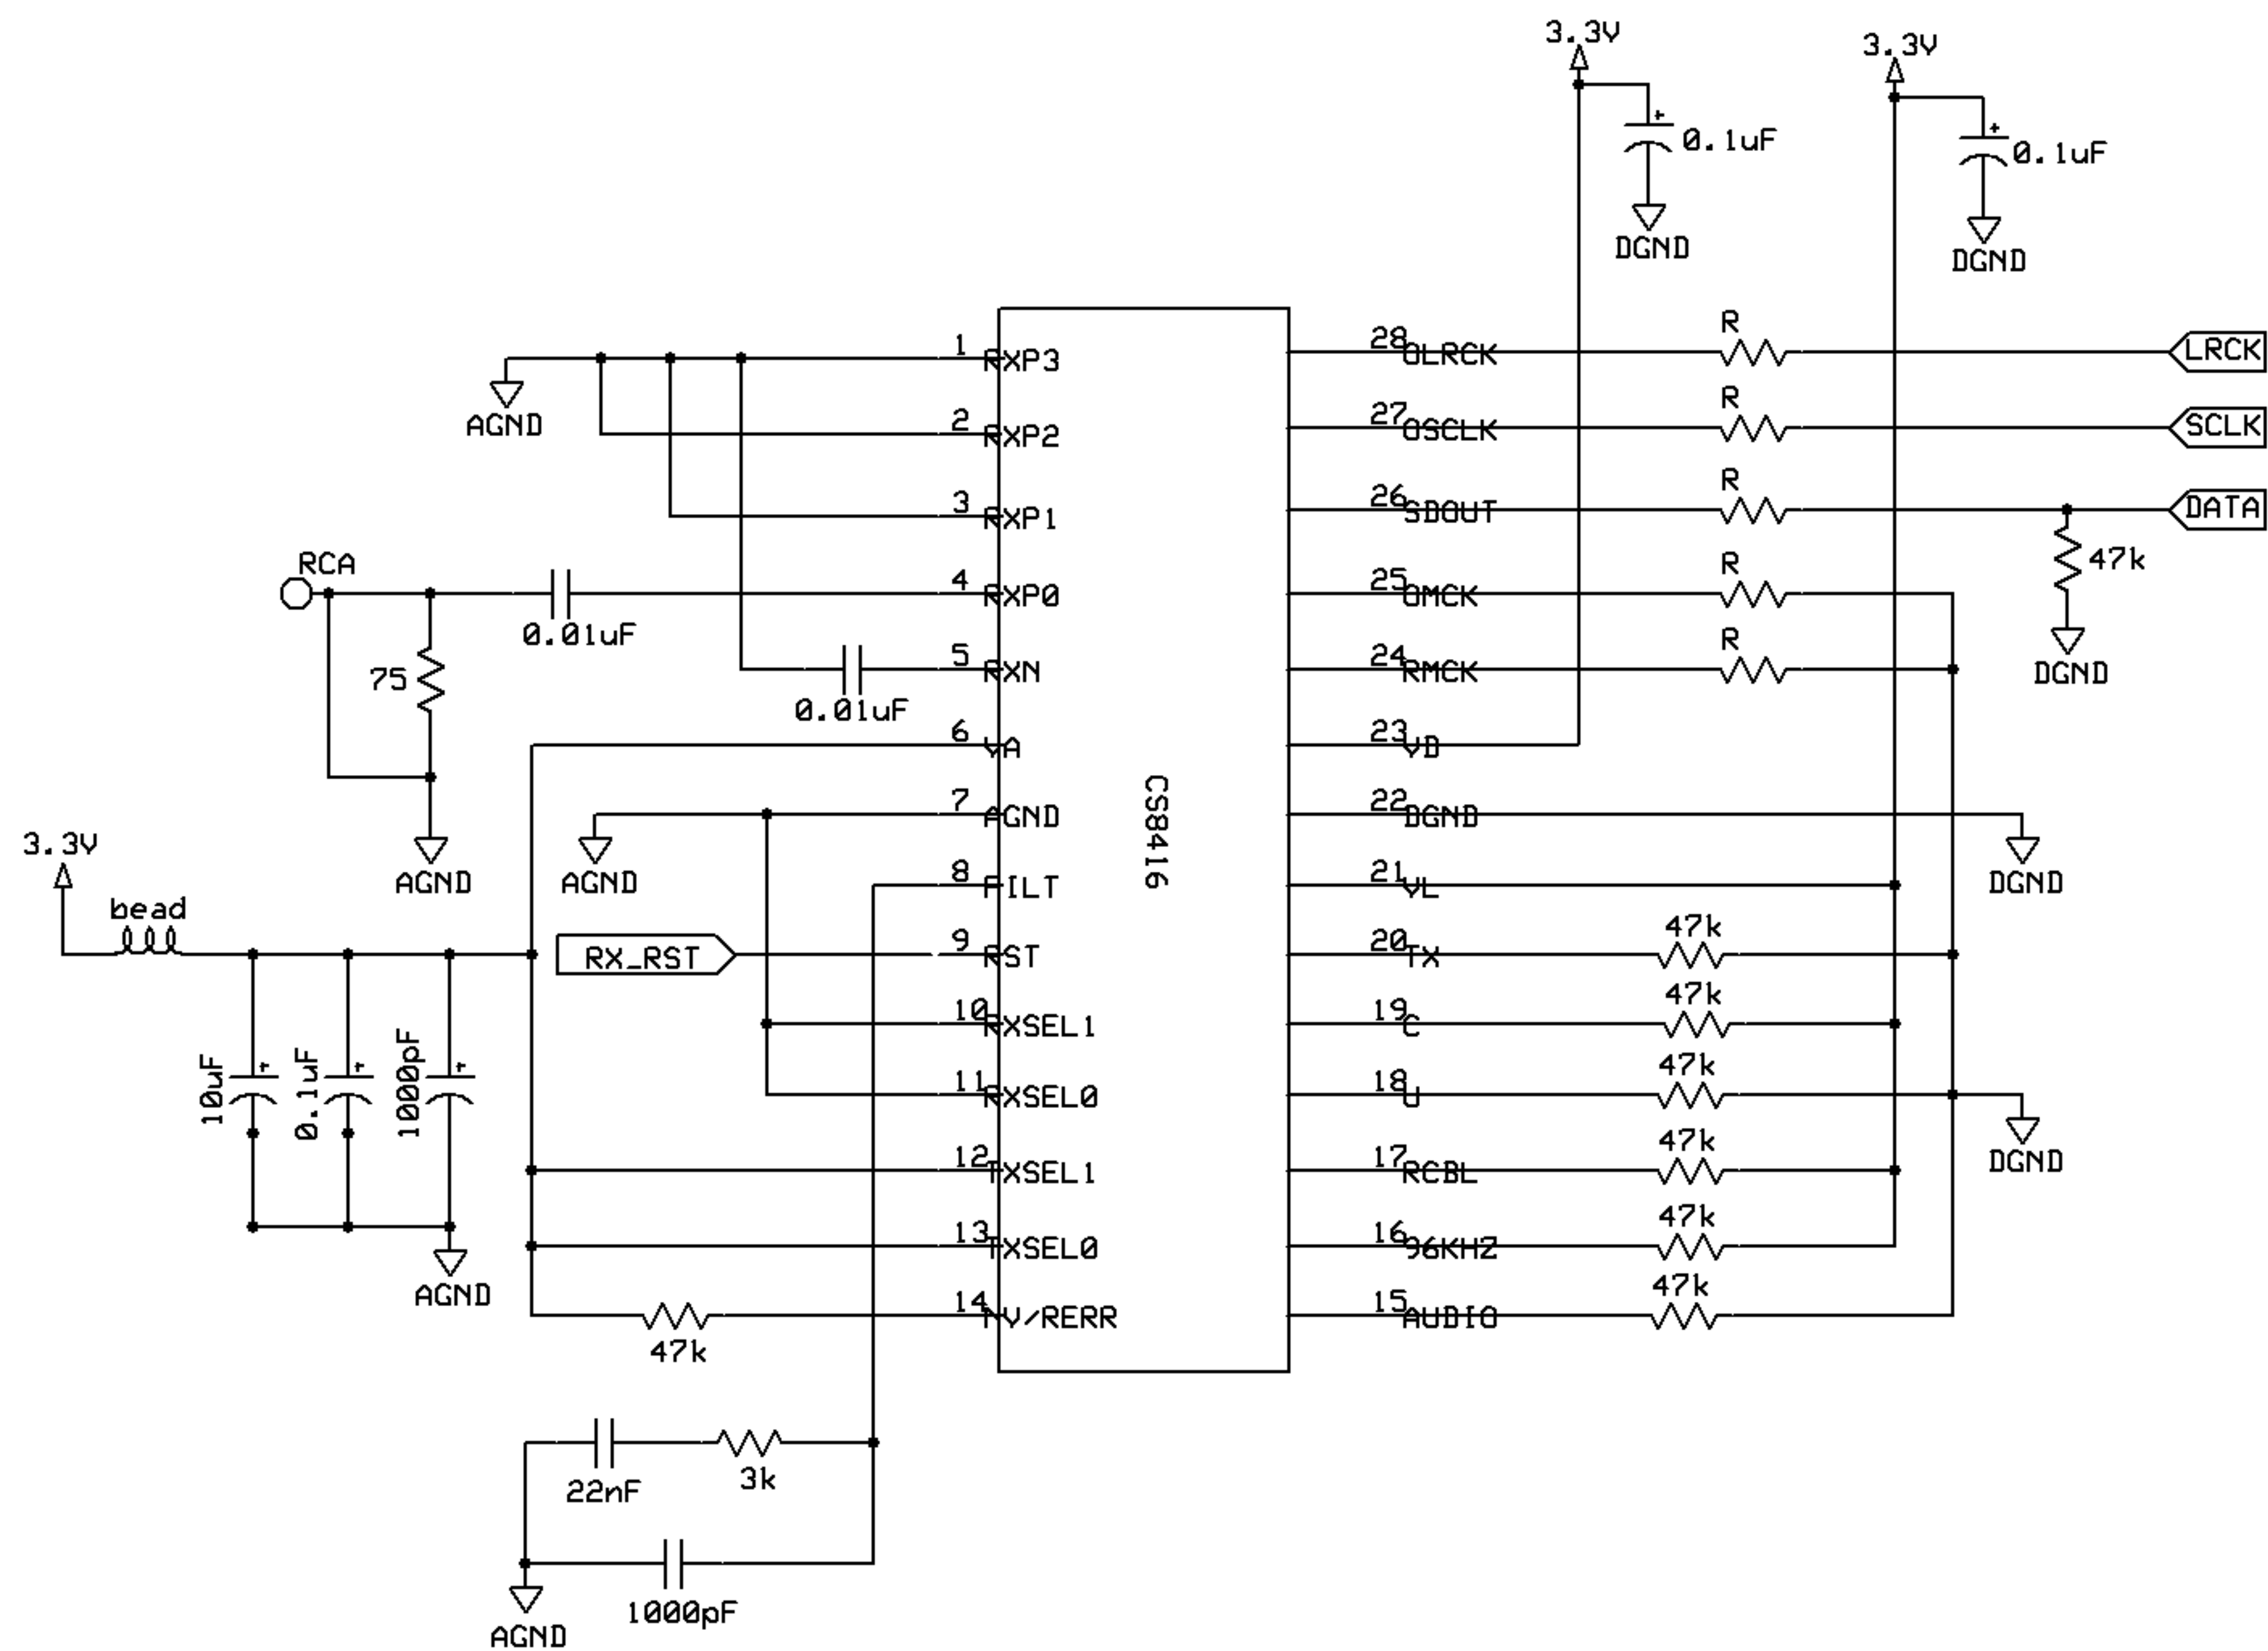 3.3V
3.3V
0.1uF
0.1uF
DGND
DGND
1 RXP3
28 OLRCK
R
LRCK
AGND
2 RXP2
27 OSCLK
R
SCLK
3 RXP1
26 SDOUT
R
DATA
RCA
4 RXP0
25 OMCK
R
47k
0.01uF
5 RXN
24 RMCK
R
DGND
75
0.01uF
6 VA
23 VD
7 AGND
CS8416
22 DGND
3.3V
AGND
AGND
8 FILT
21 VL
DGND
bead
RX_RST
9 RST
20 TX
47k
10 RXSEL1
19 C
47k
10uF
0.1uF
1000pF
11 RXSEL0
18 U
47k
DGND
12 TXSEL1
17 RCBL
47k
13 TXSEL0
16 96KHZ
47k
AGND
14 NV/RERR
15 AUDIO
47k
47k
22nF
3k
1000pF
AGND